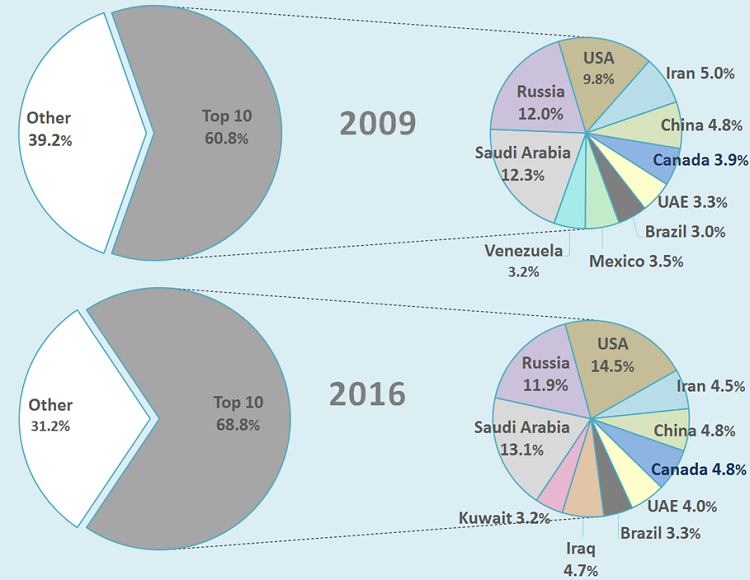 Other
39.2%
Top 10
60.8%
2009
USA
9.8%
Iran 5.0%
Russia
12.0%
China 4.8%
Saudi Arabia
12.3%
Canada 3.9%
UAE 3.3%
Brazil 3.0%
Venezuela
3.2%
Mexico 3.5%
Other
31.2%
Top 10
68.8%
2016
USA
14.5%
Russia
11.9%
Iran 4.5%
Saudi Arabia
13.1%
China 4.8%
Canada 4.8%
UAE 4.0%
Kuwait 3.2%
Brazil 3.3%
Iraq
4.7%